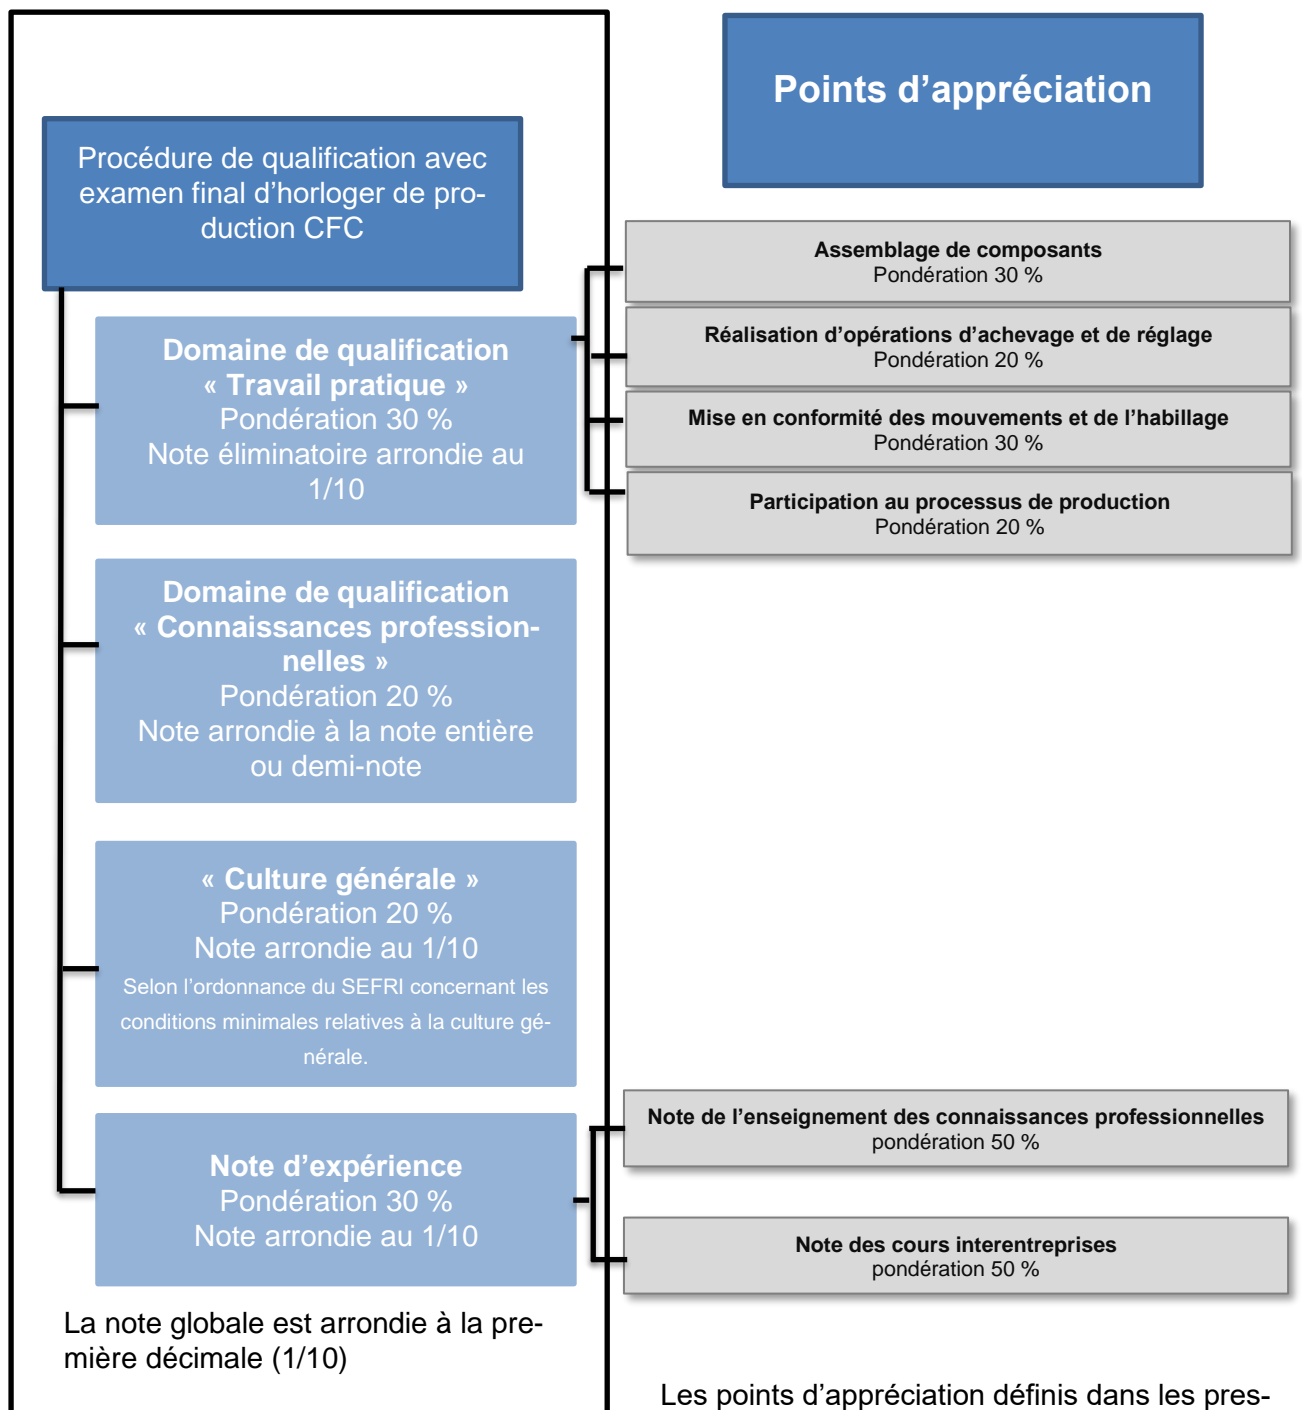 Points d’appréciation
Procédure de qualification avec
examen final d’horloger de pro-
duction CFC
Assemblage de composants
Pondération 30 %
Réalisation d’opérations d’achevage et de réglage
Pondération 20 %
Mise en conformité des mouvements et de l’habillage
Pondération 30 %
Participation au processus de production
Pondération 20 %
Domaine de qualification
« Travail pratique »
Pondération 30 %
Note éliminatoire arrondie au
1/10
Domaine de qualification
« Connaissances profession-
nelles »
Pondération 20 %
Note arrondie à la note entière
ou demi-note
« Culture générale »
Pondération 20 %
Note arrondie au 1/10
Selon l’ordonnance du SEFRI concernant les
conditions minimales relatives à la culture gé-
nérale.
Note d’expérience
Pondération 30 %
Note arrondie au 1/10
Note de l’enseignement des connaissances professionnelles
pondération 50 %
Note des cours interentreprises
pondération 50 %
La note globale est arrondie à la pre-
mière décimale (1/10)
Les points d’appréciation définis dans les pres-